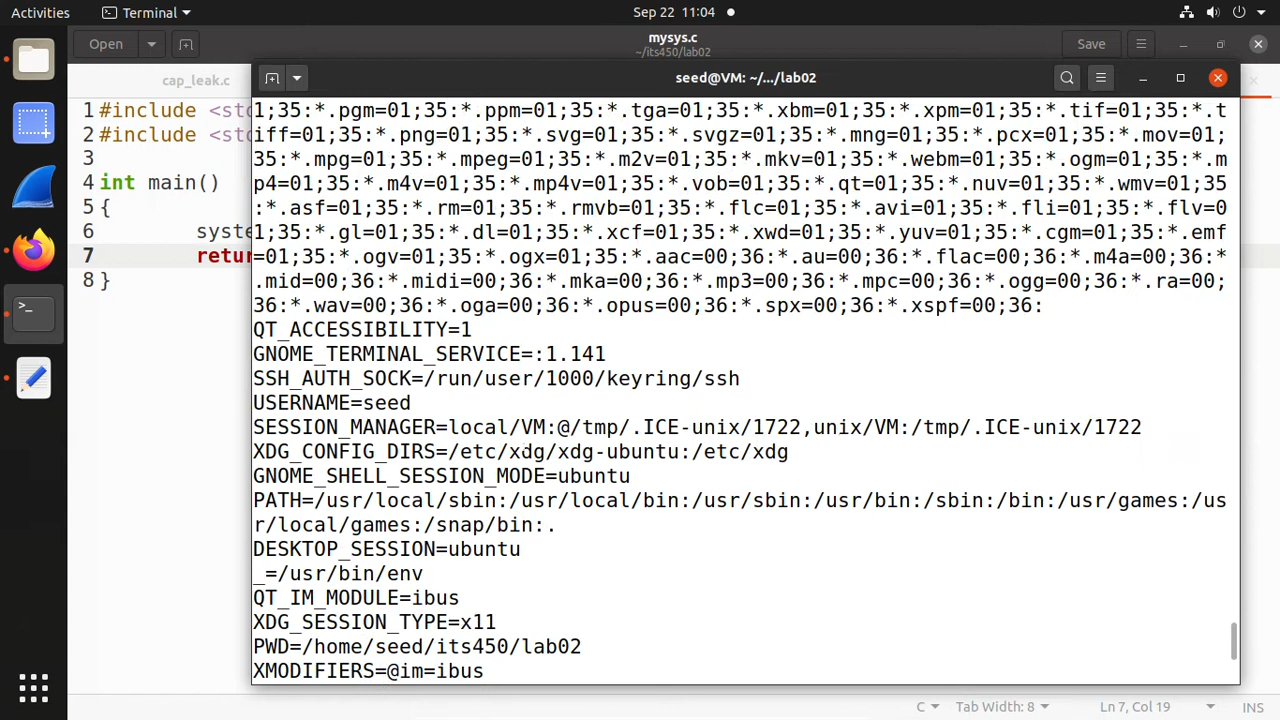 Activities
Terminal
Sep 22 11:04
Open
mysys.c
~/its450/lab02
Save
cap_leak.c
seed@VM: ~/.../lab02
1 #include <std
2 #include <std
3
4 int main()
5 {
6 syste
7 retur
8 }
1;35:*.pgm=01;35:*.ppm=01;35:*.tga=01;35:*.xbm=01;35:*.xpm=01;35:*.tif=01;35:*.t
iff=01;35:*.png=01;35:*.svg=01;35:*.svgz=01;35:*.mng=01;35:*.pcx=01;35:*.mov=01;
35:*.mpg=01;35:*.mpeg=01;35:*.m2v=01;35:*.mkv=01;35:*.webm=01;35:*.ogm=01;35:*.m
p4=01;35:*.m4v=01;35:*.mp4v=01;35:*.vob=01;35:*.qt=01;35:*.nuv=01;35:*.wmv=01;35
:*.asf=01;35:*.rm=01;35:*.rmvb=01;35:*.flc=01;35:*.avi=01;35:*.fli=01;35:*.flv=0
1;35:*.gl=01;35:*.dl=01;35:*.xcf=01;35:*.xwd=01;35:*.yuv=01;35:*.cgm=01;35:*.emf
=01;35:*.ogv=01;35:*.ogx=01;35:*.aac=00;36:*.au=00;36:*.flac=00;36:*.m4a=00;36:*
.mid=00;36:*.midi=00;36:*.mka=00;36:*.mp3=00;36:*.mpc=00;36:*.ogg=00;36:*.ra=00;
36:*.wav=00;36:*.oga=00;36:*.opus=00;36:*.spx=00;36:*.xspf=00;36:
QT_ACCESSIBILITY=1
GNOME_TERMINAL_SERVICE=:1.141
SSH_AUTH_SOCK=/run/user/1000/keyring/ssh
USERNAME=seed
SESSION_MANAGER=local/VM:@/tmp/.ICE-unix/1722,unix/VM:/tmp/.ICE-unix/1722
XDG_CONFIG_DIRS=/etc/xdg/xdg-ubuntu:/etc/xdg
GNOME_SHELL_SESSION_MODE=ubuntu
PATH=/usr/local/sbin:/usr/local/bin:/usr/sbin:/usr/bin:/sbin:/bin:/usr/games:/us
r/local/games:/snap/bin:.
DESKTOP_SESSION=ubuntu
_=/usr/bin/env
QT_IM_MODULE=ibus
XDG_SESSION_TYPE=x11
PWD=/home/seed/its450/lab02
XMODIFIERS=@im=ibus
C
Tab Width: 8
Ln 7, Col 19
INS